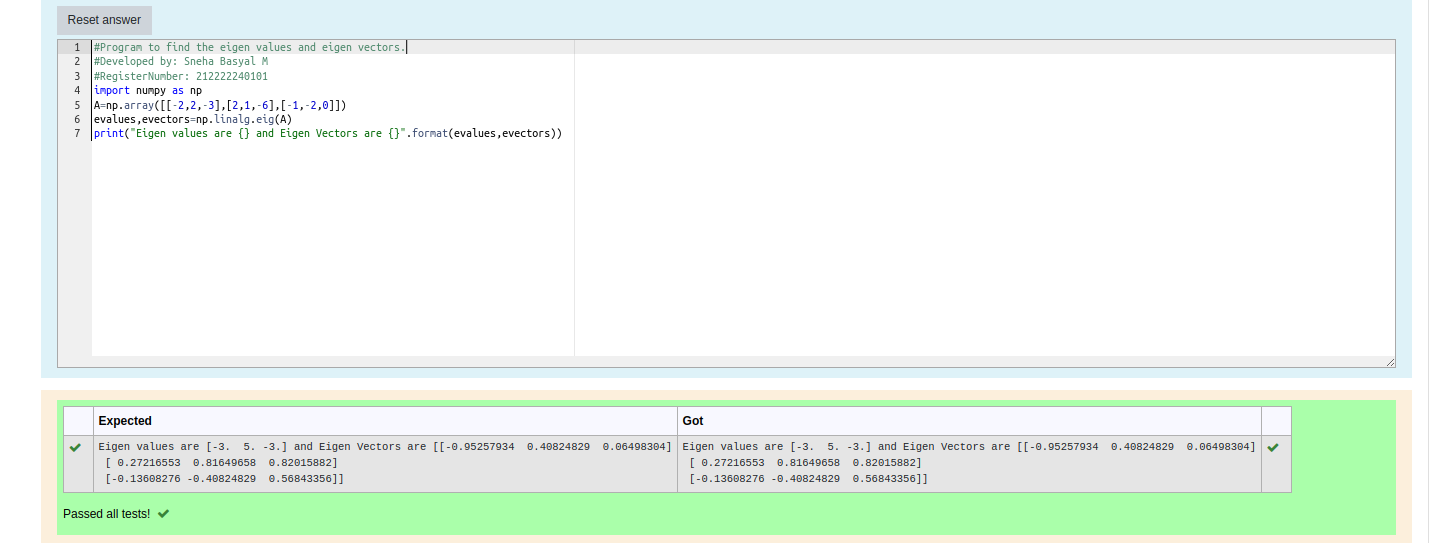 Reset answer
1 #Program to find the eigen values and eigen vectors.
2 #Developed by: Sneha Basyal M
3 #RegisterNumber: 212222240101
4 import numpy as np
5 A=np.array([[-2,2,-3],[2,1,-6],[-1,-2,0]])
6 evalues,evectors=np.linalg.eig(A)
7 print("Eigen values are {} and Eigen Vectors are {}".format(evalues,evectors))
Expected Got
Eigen values are [-3.  5. -3.] and Eigen Vectors are [[-0.95257934  0.40824829  0.06498304] Eigen values are [-3.  5. -3.] and Eigen Vectors are [[-0.95257934  0.40824829  0.06498304]
[ 0.27216553  0.81649658  0.82015882] [ 0.27216553  0.81649658  0.82015882]
[-0.13608276 -0.40824829  0.56843356]] [-0.13608276 -0.40824829  0.56843356]]
Passed all tests!